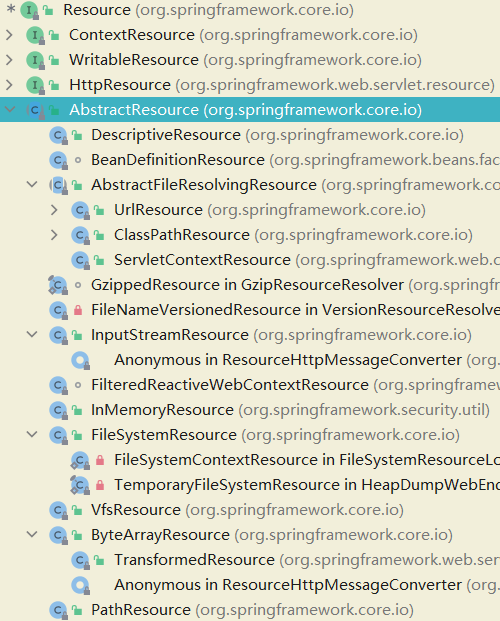 * Resource (org.springframework.core.io)
ContextResource (org.springframework.core.io)
WritableResource (org.springframework.core.io)
HttpResource (org.springframework.web.servlet.resource)
AbstractResource (org.springframework.core.io)
DescriptiveResource (org.springframework.core.io)
BeanDefinitionResource (org.springframework.beans.fac
AbstractFileResolvingResource (org.springframework.co
UrlResource (org.springframework.core.io)
ClassPathResource (org.springframework.core.io)
ServletContextResource (org.springframework.web.c
GzippedResource in GzipResourceResolver (org.springf
FileNameVersionedResource in VersionResourceResolve
InputStreamResource (org.springframework.core.io)
Anonymous in ResourceHttpMessageConverter (org.
FilteredReactiveWebContextResource (org.springframew
InMemoryResource (org.springframework.security.util)
FileSystemResource (org.springframework.core.io)
FileSystemContextResource in FileSystemResourceLo
TemporaryFileSystemResource in HeapDumpWebEnd
VfsResource (org.springframework.core.io)
ByteArrayResource (org.springframework.core.io)
TransformedResource (org.springframework.web.ser
Anonymous in ResourceHttpMessageConverter (org.
PathResource (org.springframework.core.io)